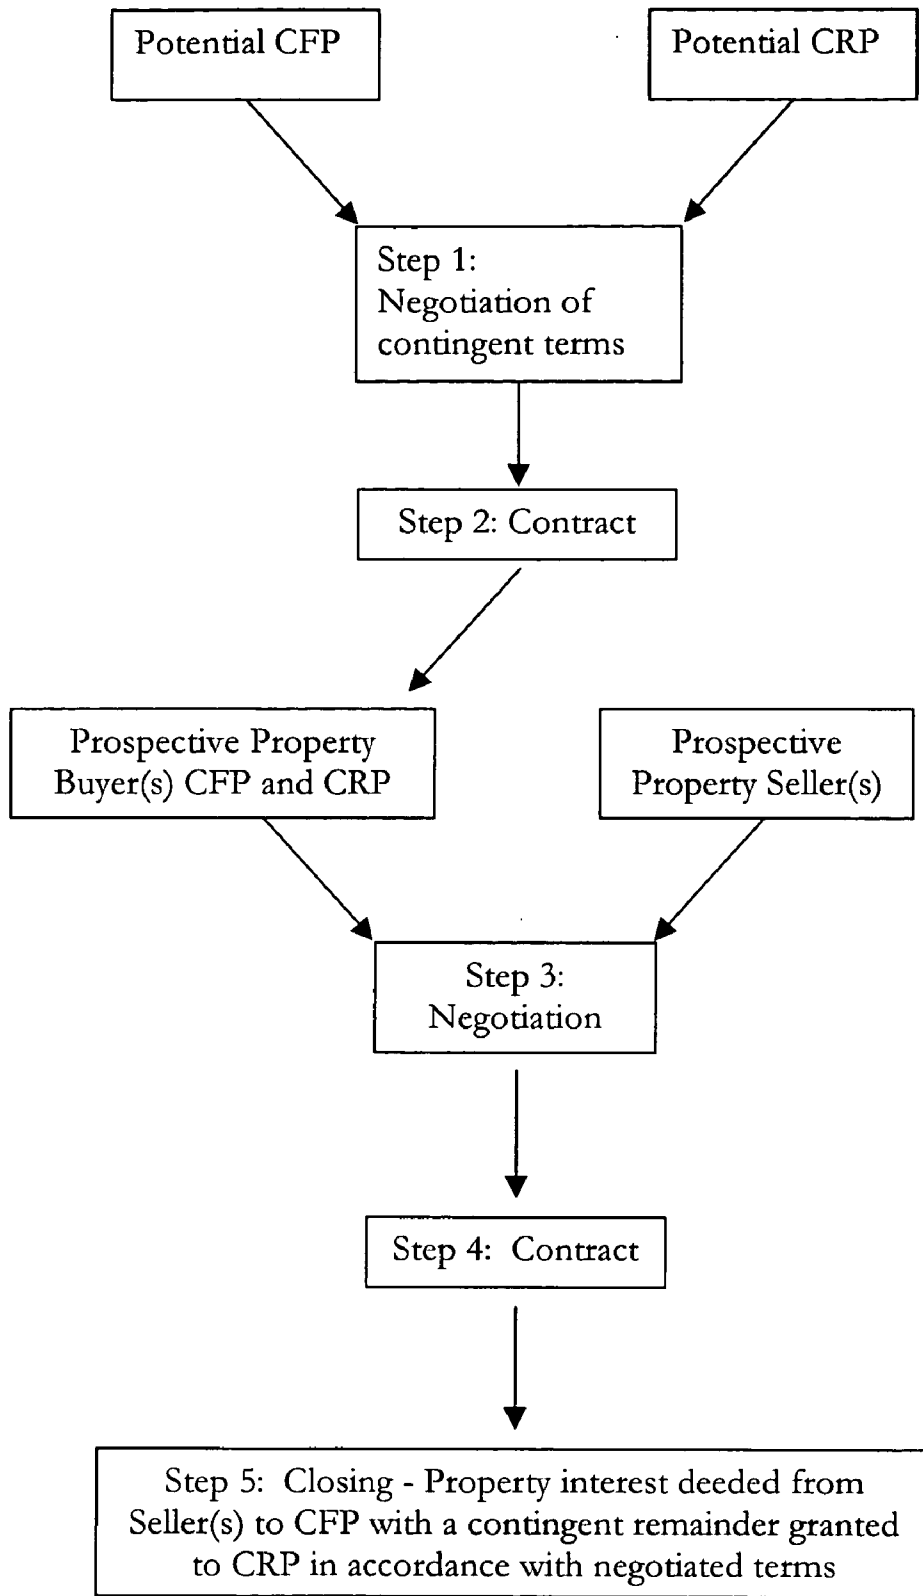 Potential CFP
Potential CRP
Step 1:
Negotiation of
contingent terms
Step 2: Contract
Prospective Property
Buyer(s) CFP and CRP
Prospective
Property Seller(s)
Step 3:
Negotiation
Step 4: Contract
Step 5: Closing - Property interest deeded from
Seller(s) to CFP with a contingent remainder granted
to CRP in accordance with negotiated terms